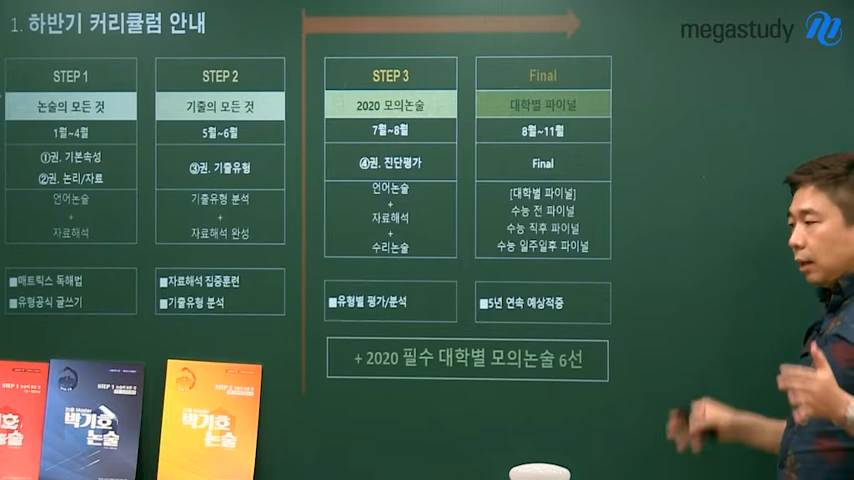 1. 하반기 커리큘럼 안내
megastudy
STEP 1
논술의 모든 것
1월~4월
①권. 기본속성
②권. 논리/자료
언어논술
+
자료해석
■매트릭스 독해법
■유형공식 글쓰기
STEP 2
기출의 모든 것
5월~6월
③권. 기출유형
기출유형 분석
+
자료해석 완성
■자료해석 집중훈련
■기출유형 분석
STEP 3
2020 모의논술
7월~8월
④권. 진단평가
언어논술
+
자료해석
+
수리논술
■유형별 평가/분석
Final
대학별 파이널
8월~11월
Final
[대학별 파이널]
수능 전 파이널
수능 직후 파이널
수능 일주일후 파이널
■5년 연속 예상적중
+ 2020 필수 대학별 모의논술 6선
STEP 1
박기호
논술
박기호
논술